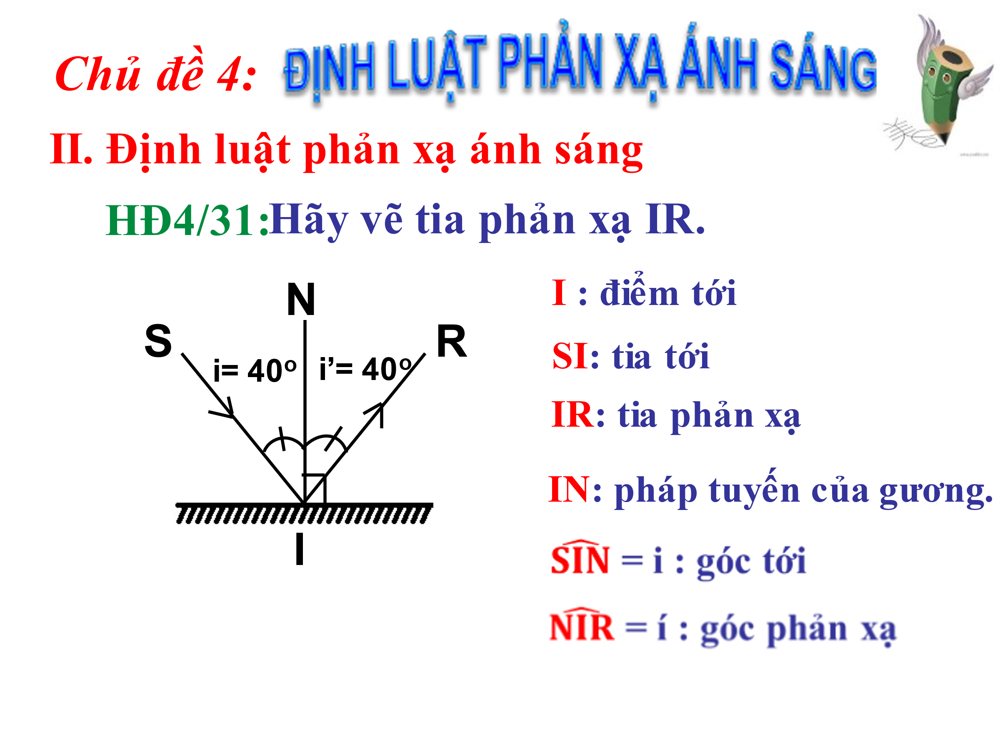 Chủ đề 4: ĐỊNH LUẬT PHẢN XẠ ÁNH SÁNG
II. Định luật phản xạ ánh sáng
HĐ4/31:Hãy vẽ tia phản xạ IR.
N
S
R
i= 40º
i’= 40º
I
I : điểm tới
SI: tia tới
IR: tia phản xạ
IN: pháp tuyến của gương.
SIN = i : góc tới
NIR = í : góc phản xạ